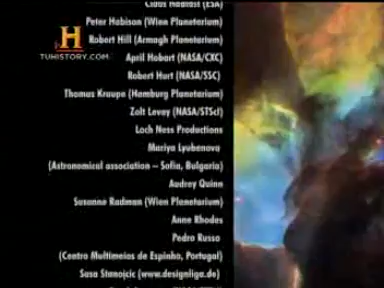 Claus Madlost (ESA)
Peter Habison (Wien Planetarium)
Robert Hill (Armagh Planetarium)
H
TUHISTORY.COM
April Hobart (NASA/CXC)
Robert Hurt (NASA/SSC)
Thomas Kraupe (Hamburg Planetarium)
Zolt Levay (NASA/STScI)
Loch Ness Productions
Mariya Lyubenova
(Astronomical association – Sofia, Bulgaria)
Audrey Quinn
Susanne Radman (Wien Planetarium)
Anne Rhodes
Pedro Russo
(Centro Multimeios de Espinho, Portugal)
Sasa Stanojcic (www.designliga.de)